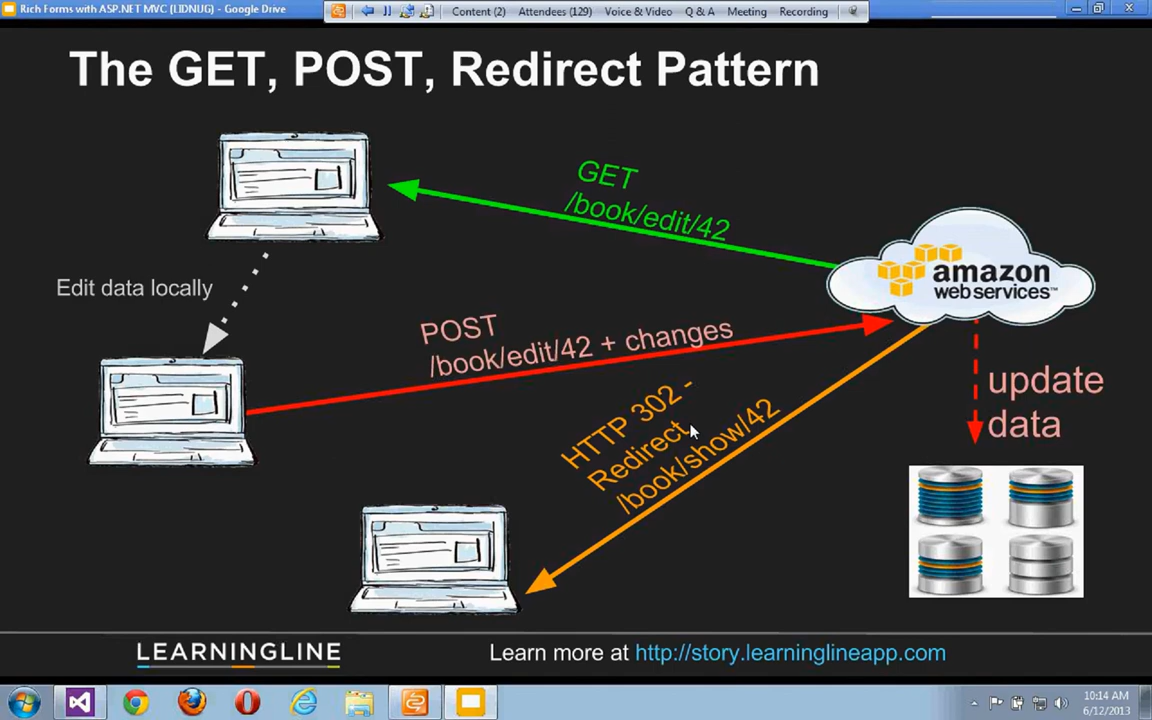 Rich Forms with ASP.NET MVC (LIDNUG) - Google Drive
Content (2) Attendees (129) Voice & Video Q & A Meeting Recording
The GET, POST, Redirect Pattern
GET
/book/edit/42
amazon
web services™
Edit data locally
POST
/book/edit/42 + changes
HTTP 302 -
Redirect
/book/show/42
update
data
LEARNINGLINE
Learn more at http://story.learninglineapp.com
10:14 AM
6/12/2013